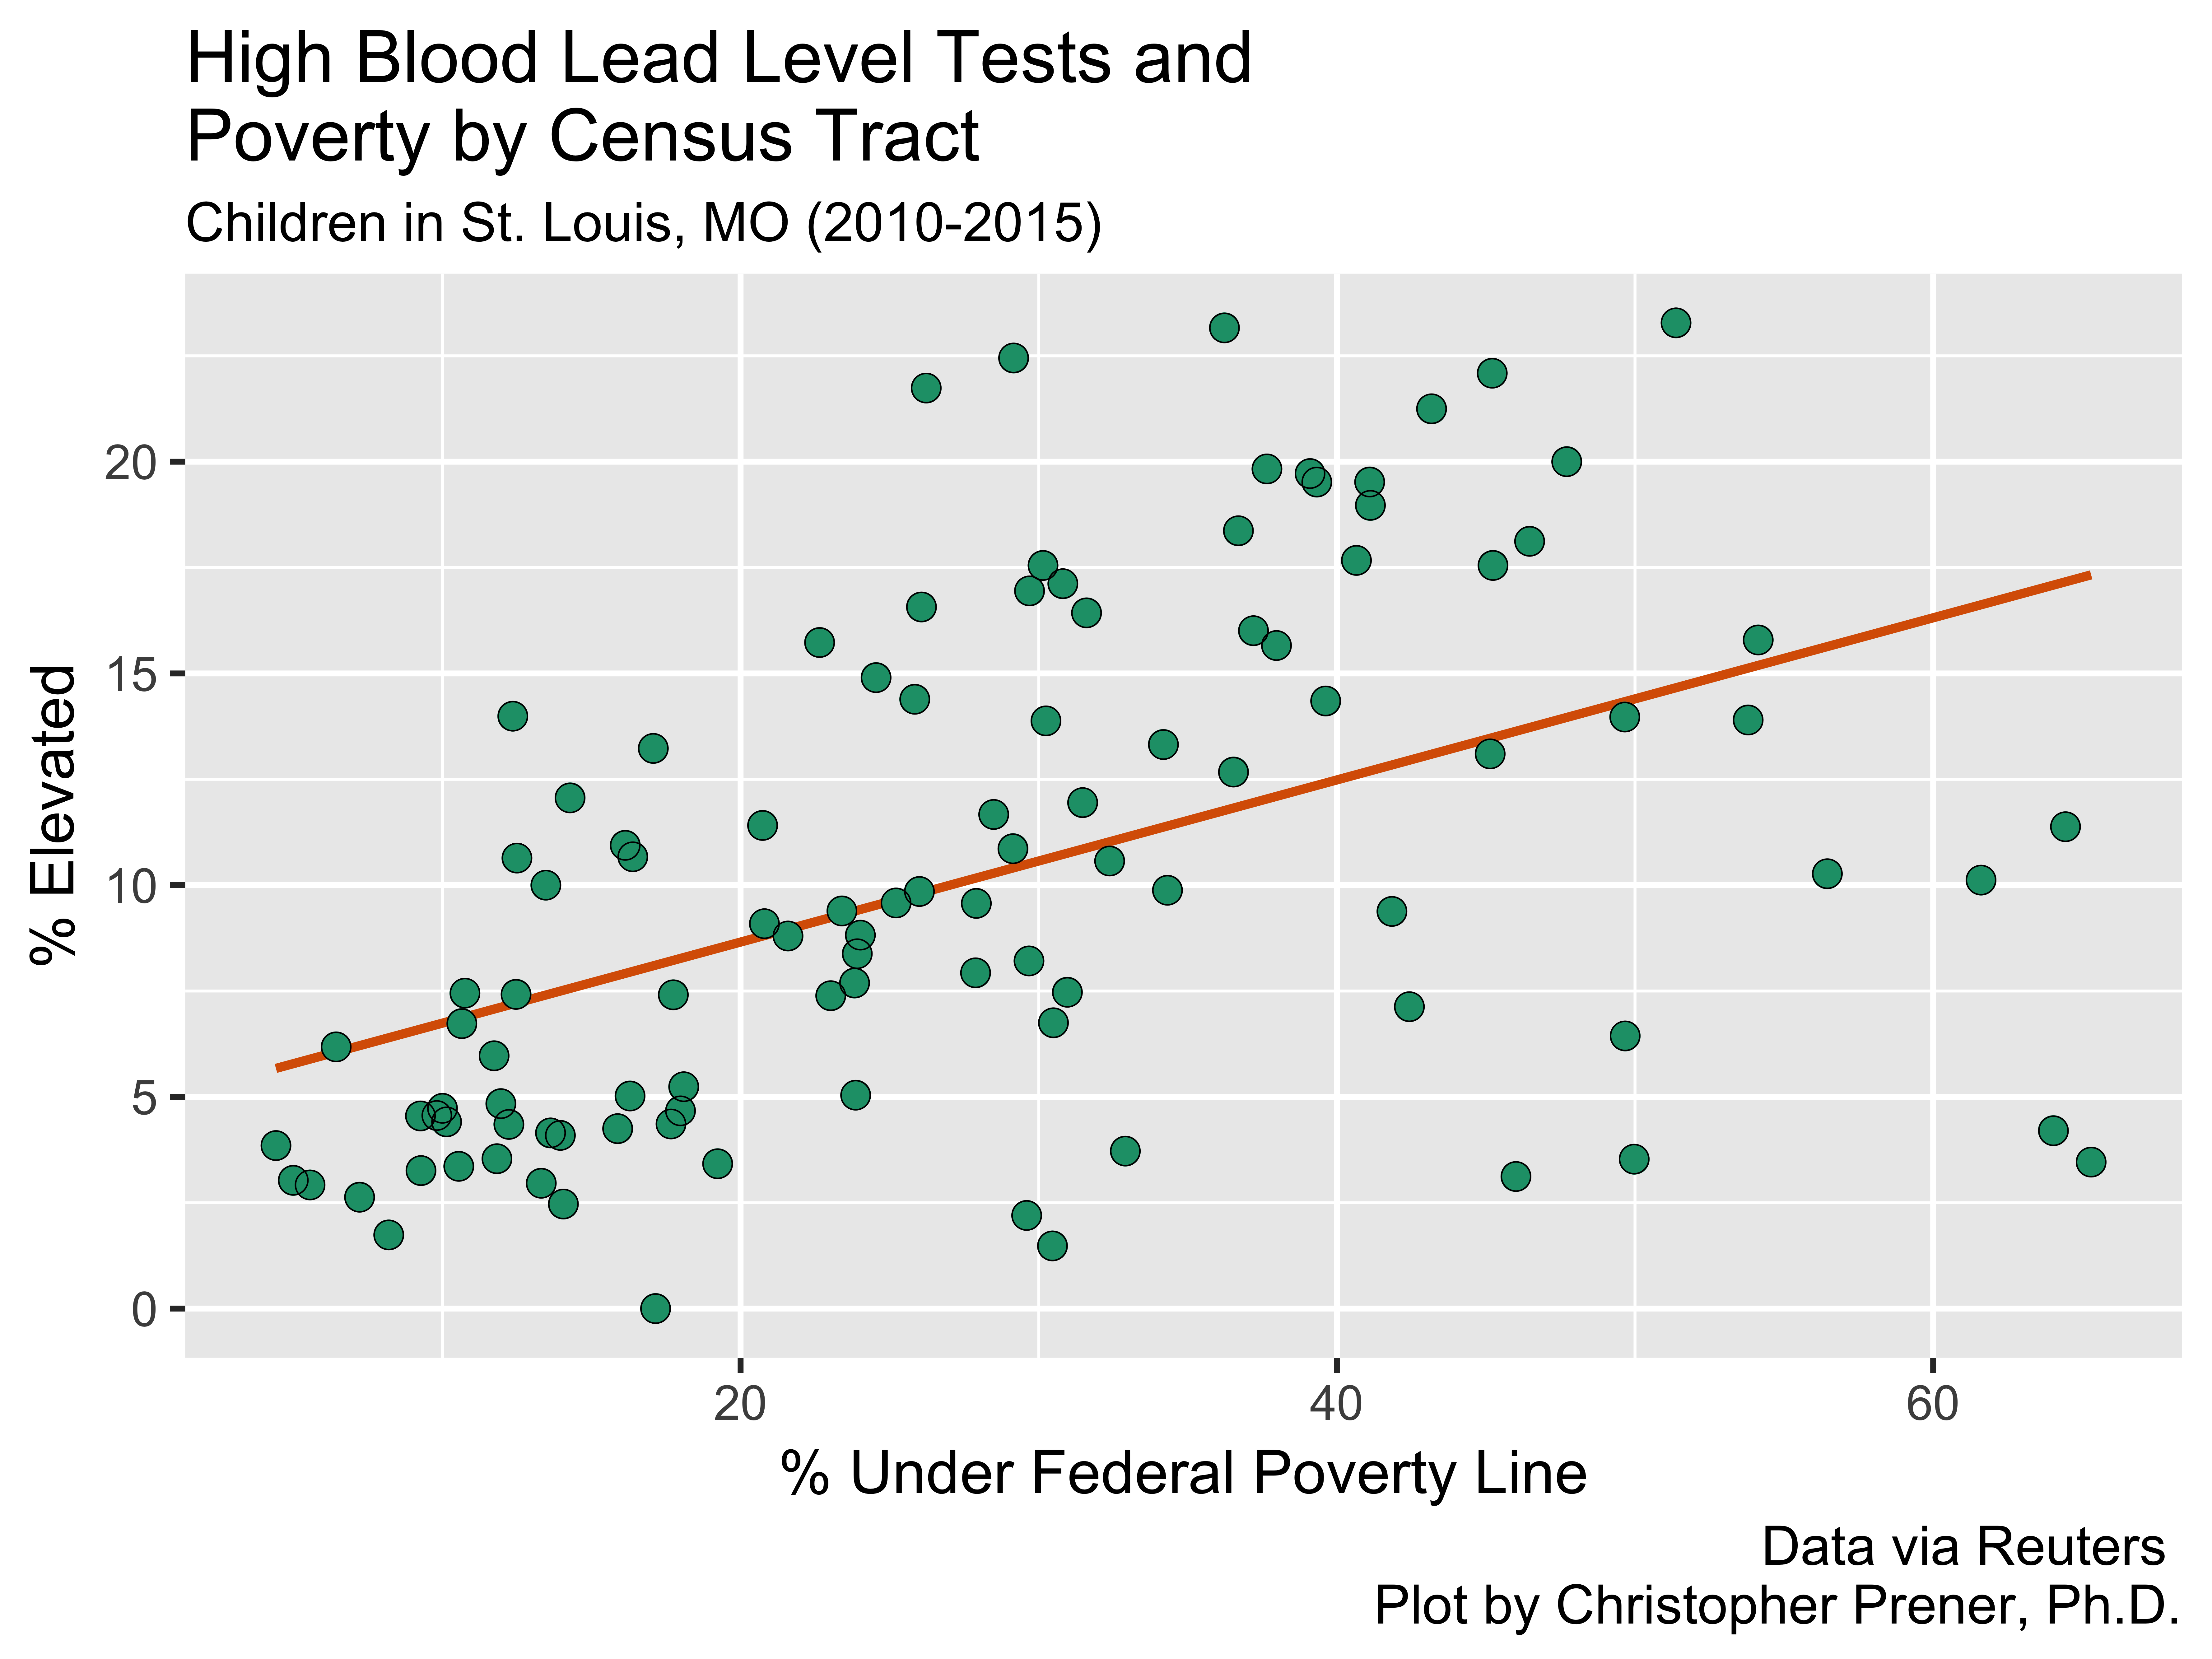 High Blood Lead Level Tests and
Poverty by Census Tract
Children in St. Louis, MO (2010-2015)
% Elevated
20
15
10
5
0
20
40
60
% Under Federal Poverty Line
Data via Reuters
Plot by Christopher Prener, Ph.D.